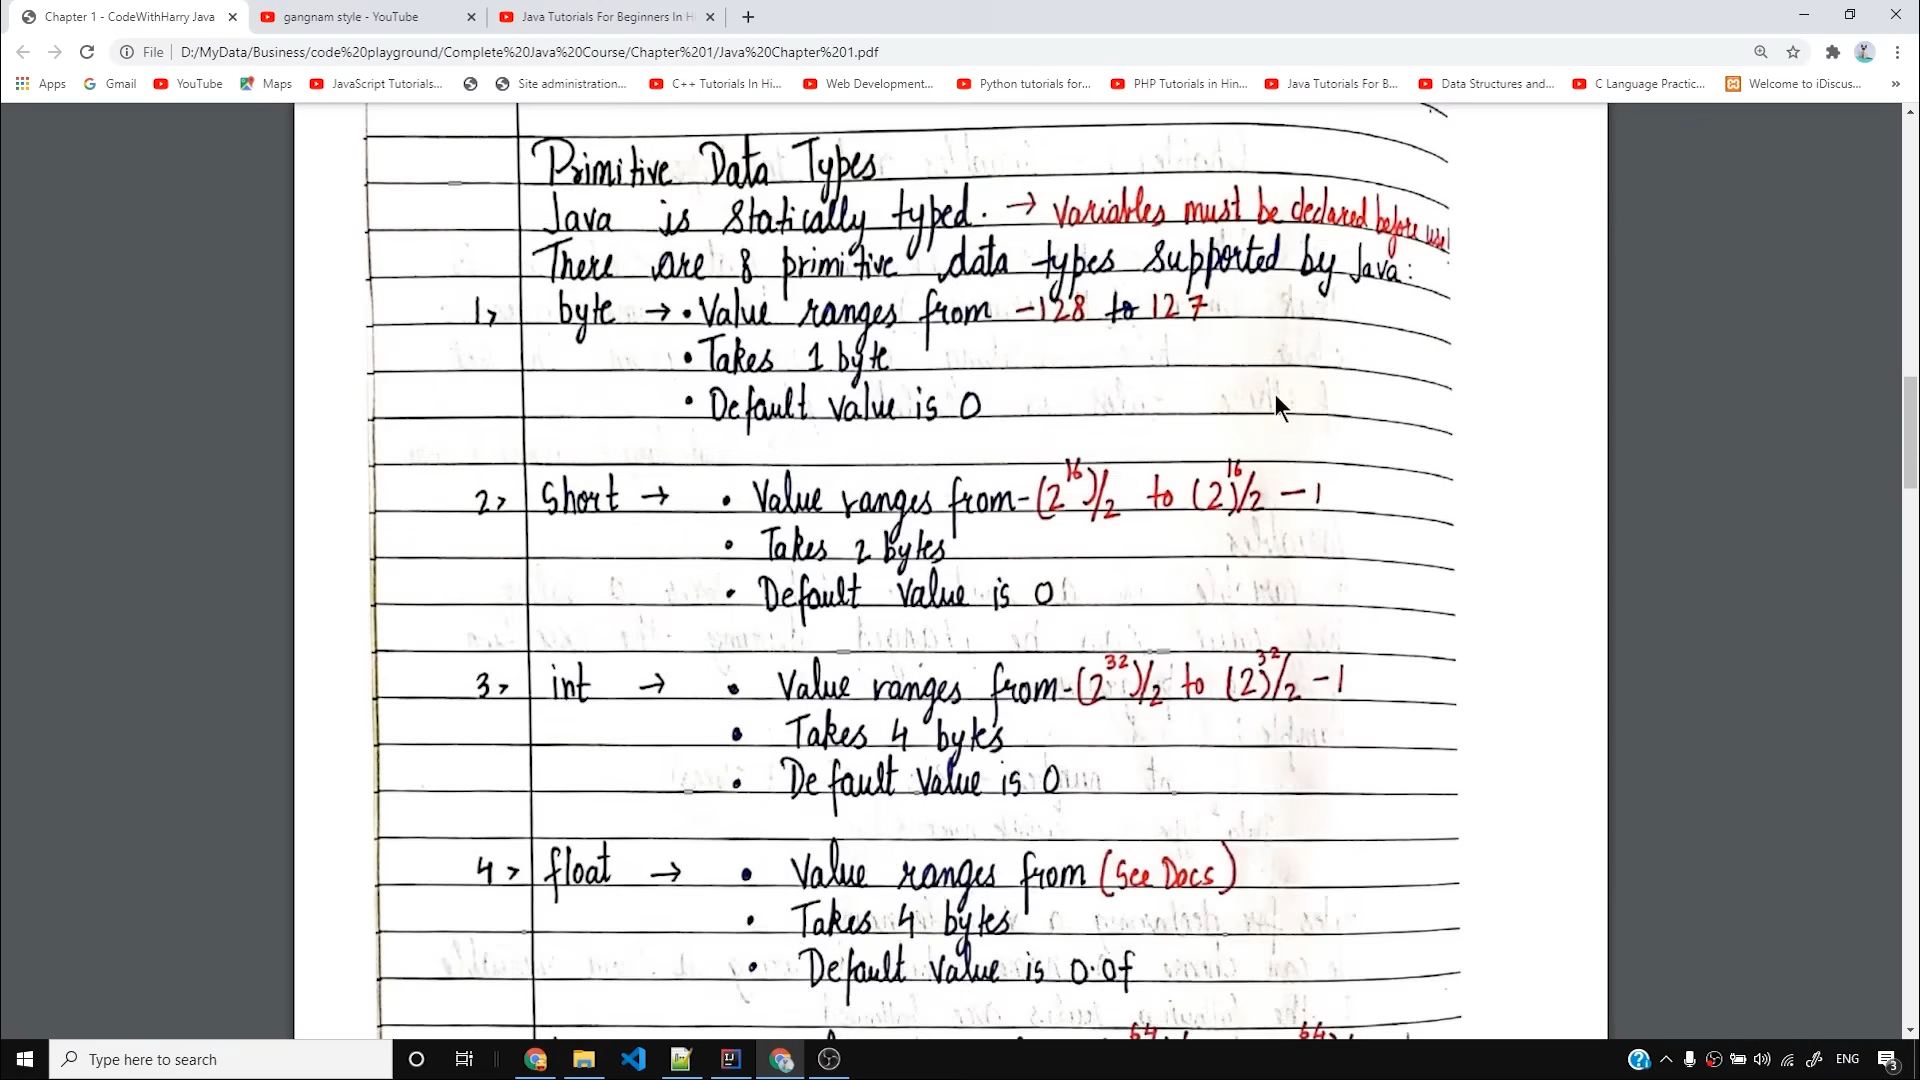 Chapter 1 - CodeWithHarry Java
gangnam style - YouTube
Java Tutorials For Beginners In H
File
D:/MyData/Business/code%20playground/Complete%20Java%20Course/Chapter%201/Java%20Chapter%201.pdf
Apps Gmail YouTube Maps JavaScript Tutorials... Site administration... C++ Tutorials In Hi... Web Development... Python tutorials for... PHP Tutorials in Hin... Java Tutorials For B... Data Structures and... C Language Practic... Welcome to iDiscus... »
Primitive Data Types
Java is statically typed. → Variables must be declared before use
There are 8 primitive data types supported by Java:
1> byte → • Value ranges from -128 to 127
• Takes 1 byte
• Default value is 0
2> Short → • Value ranges from -(2^16)/2 to (2)^16/2 - 1
• Takes 2 bytes
• Default value is 0
3> int → • Value ranges from -(2^32)/2 to (2)^32/2 - 1
• Takes 4 bytes
• Default value is 0
4> float → • Value ranges from (See Docs)
• Takes 4 bytes
• Default value is 0.0f
64 64
Type here to search
ENG
3